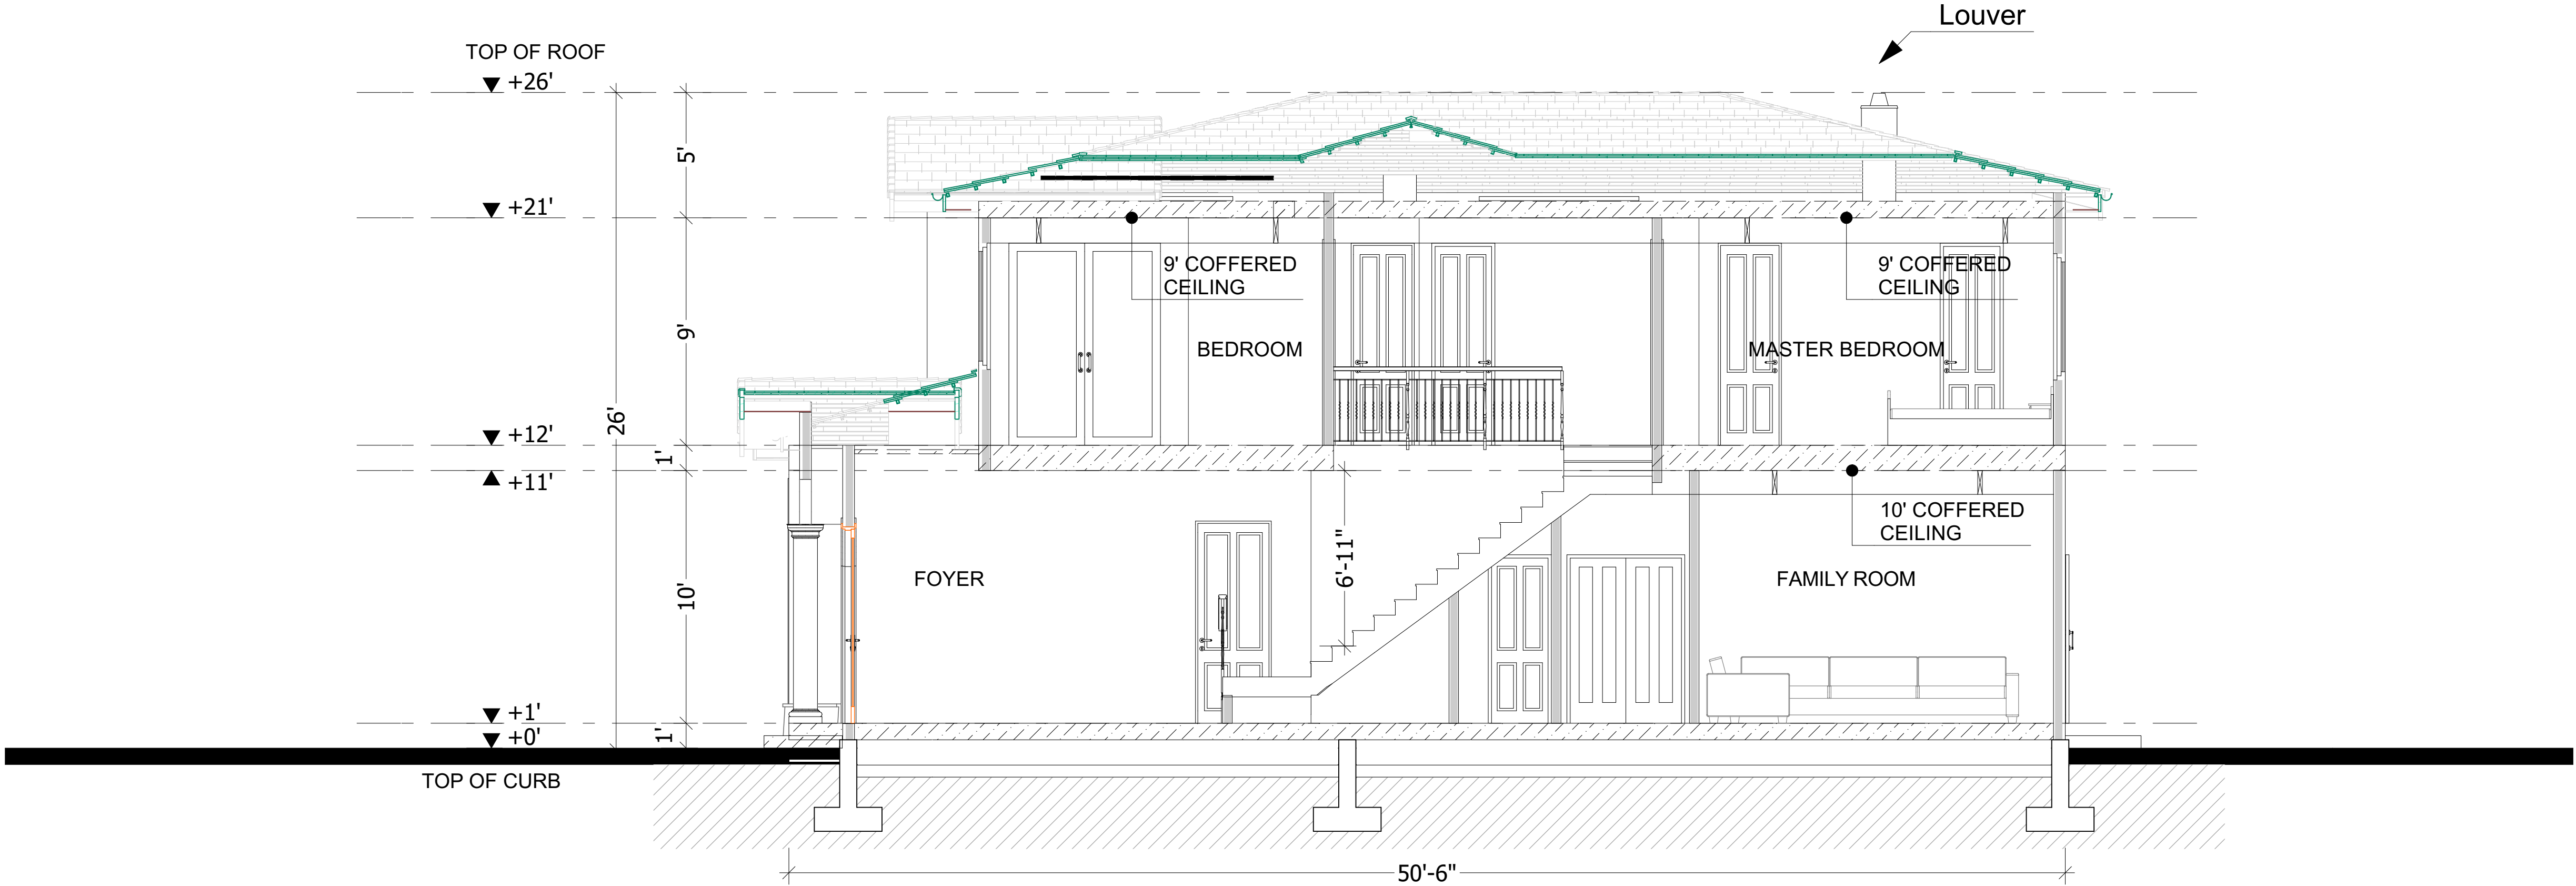 Louver
TOP OF ROOF
+26'
5'
+21'
9' COFFERED
CEILING
9' COFFERED
CEILING
9'
BEDROOM
MASTER BEDROOM
26'
+12'
1'
+11'
10' COFFERED
CEILING
6'-11"
FOYER
FAMILY ROOM
10'
+1'
+0'
1'
TOP OF CURB
50'-6"